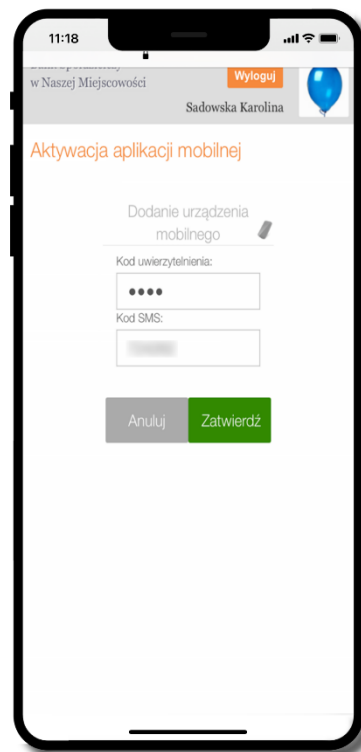 11:18
w Naszej Miejscowości
Wyloguj
Sadowska Karolina
Aktywacja aplikacji mobilnej
Dodanie urządzenia
mobilnego
Kod uwierzytelnienia:
••••
Kod SMS:
Anuluj
Zatwierdź